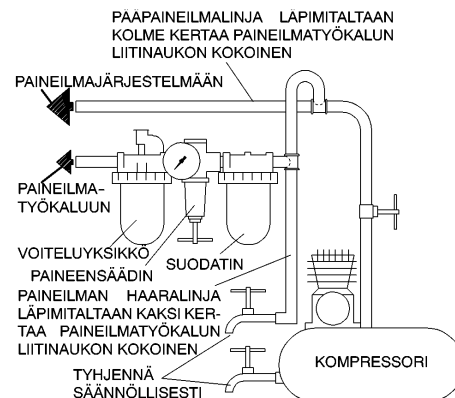 PÄÄPAINEILMALINJA LÄPIMITALTAAN
KOLME KERTAA PAINEILMATYÖKALUN
LIITINAUKON KOKOINEN
PAINEILMAJÄRJESTELMÄÄN
PAINEILMA-
TYÖKALUUN
VOITELUYKSIKKÖ
SUODATIN
PAINEENSÄÄDIN
PAINEILMAN HAARALINJA
LÄPIMITALTAAN KAKSI KER-
TAA PAINEILMATYÖKALUN
LIITINAUKON KOKOINEN
KOMPRESSORI
TYHJENNÄ
SÄÄNNÖLLISESTI